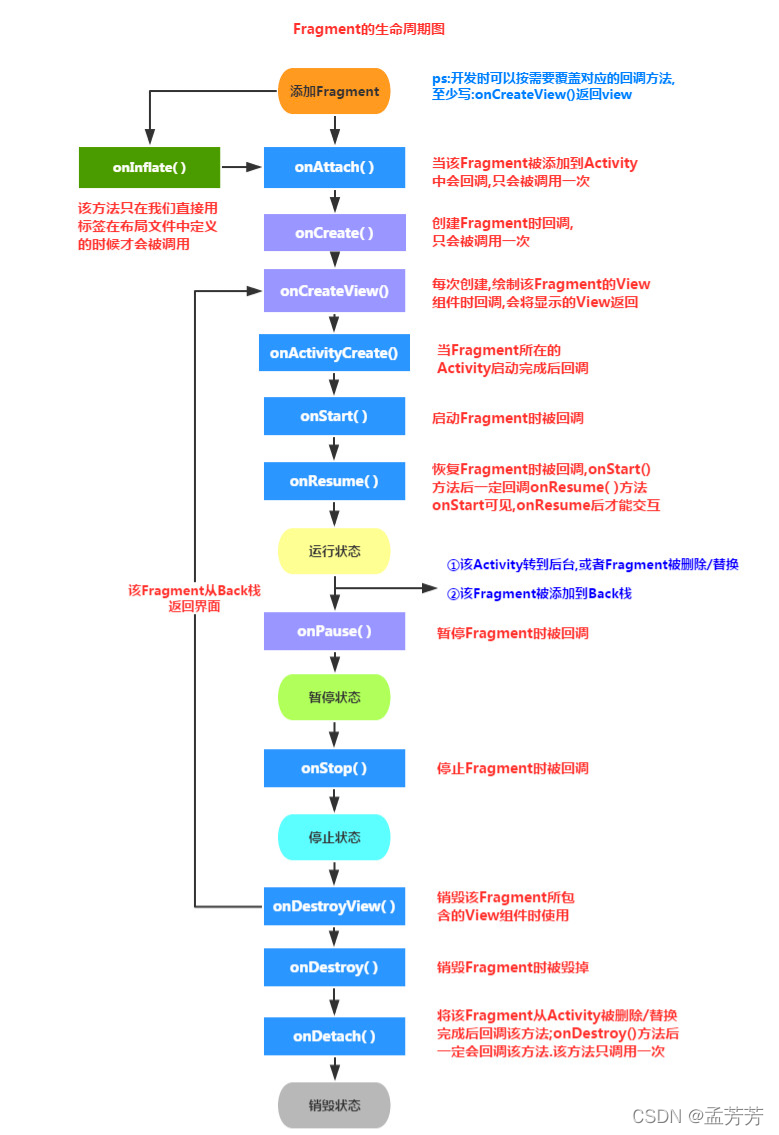 Fragment的生命周期图
添加Fragment
ps:开发时可以按需要覆盖对应的回调方法,
至少写:onCreateView()返回view
onInflate( )
onAttach( )
当该Fragment被添加到Activity
中会回调,只会被调用一次
该方法只在我们直接用
标签在布局文件中定义
的时候才会被调用
onCreate( )
创建Fragment时回调,
只会被调用一次
onCreateView()
每次创建,绘制该Fragment的View
组件时回调,会将显示的View返回
onActivityCreate()
当Fragment所在的
Activity启动完成后回调
onStart( )
启动Fragment时被回调
onResume( )
恢复Fragment时被回调,onStart()
方法后一定回调onResume( )方法
onStart可见,onResume后才能交互
运行状态
①该Activity转到后台,或者Fragment被删除/替换
②该Fragment被添加到Back栈
该Fragment从Back栈
返回界面
onPause( )
暂停Fragment时被回调
暂停状态
onStop( )
停止Fragment时被回调
停止状态
onDestroyView( )
销毁该Fragment所包
含的View组件时使用
onDestroy( )
销毁Fragment时被毁掉
onDetach( )
将该Fragment从Activity被删除/替换
完成后回调该方法;onDestroy()方法后
一定会回调该方法.该方法只调用一次
销毁状态
CSDN @孟芳芳